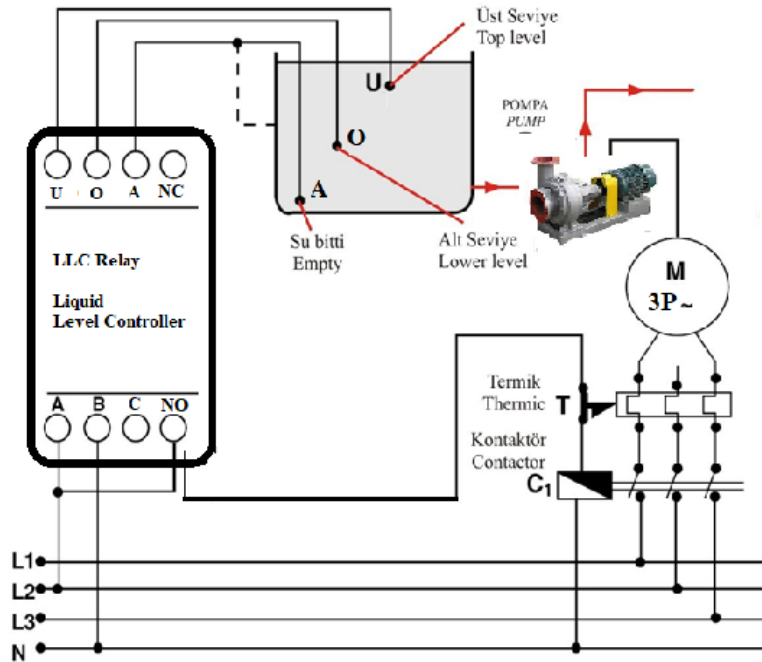 Üst Seviye
Top level
U
POMPA
PUMP
O
A
U O A NC
Su bitti
Empty
Alt Seviye
Lower level
LLC Relay
Liquid
Level Controller
M
3P ~
A B C NO
Termik
Thermic
T
Kontaktör
Contactor
C1
L1
L2
L3
N